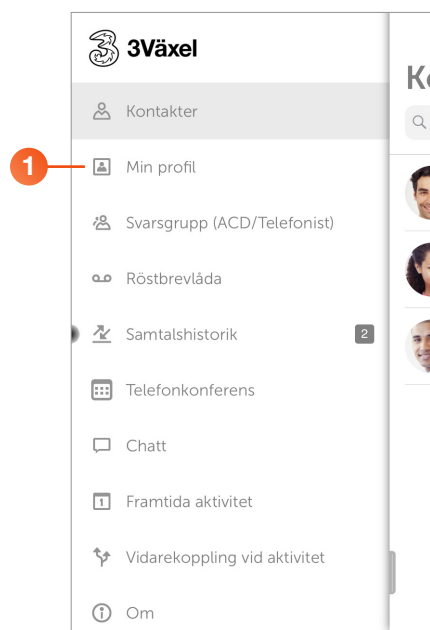 3Växel
Kontakter
1 Min profil
Svarsgrupp (ACD/Telefonist)
Röstbrevlåda
Samtalshistorik 2
Telefonkonferens
Chatt
1 Framtida aktivitet
Vidarekoppling vid aktivitet
Om